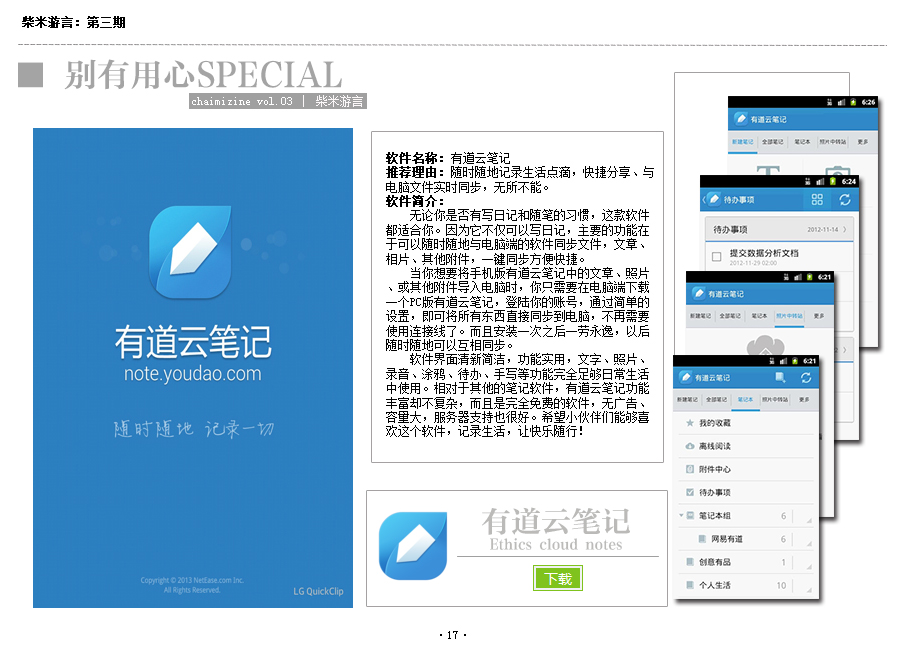 柴米游言：第三期
别有用心SPECIAL
chaimizine vol.03 | 柴米游言
有道云笔记
note.youdao.com
随时随地 记录一切
Copyright © 2013 NetEase.com Inc.
All Rights Reserved.
LG QuickClip
软件名称：有道云笔记
推荐理由：随时随地记录生活点滴，快捷分享、与
电脑文件实时同步，无所不能。
软件简介：
无论你是否有写日记和随笔的习惯，这款软件
都适合你。因为它不仅可以写日记，主要的功能在
于可以随时随地与电脑端的软件同步文件，文章、
相片、其他附件，一键同步方便快捷。
当你想要将手机版有道云笔记中的文章、照片
、或其他附件导入电脑时，你只需要在电脑端下载
一个PC版有道云笔记，登陆你的账号，通过简单的
设置，即可将所有东西直接同步到电脑，不再需要
使用连接线了。而且安装一次之后一劳永逸，以后
随时随地可以互相同步。
软件界面清新简洁，功能实用，文字、照片、
录音、涂鸦、待办、手写等功能完全足够日常生活
中使用。相对于其他的笔记软件，有道云笔记功能
丰富却不复杂，而且是完全免费的软件，无广告、
容量大，服务器支持也很好。希望小伙伴们能够喜
欢这个软件，记录生活，让快乐随行！
有道云笔记
Ethics cloud notes
下载
6:26
有道云笔记
新建笔记 全部笔记 笔记本 照片中转站 更多
6:24
待办事项
待办事项 2012-11-14
提交数据分析文档
2012-11-29 02:00
6:21
有道云笔记
新建笔记 全部笔记 笔记本 照片中转站 更多
6:21
有道云笔记
新建笔记 全部笔记 笔记本 照片中转站 更多
我的收藏
离线阅读
附件中心
待办事项
笔记本组 6
网易有道 6
创意有品 1
个人生活 10
· 17 ·